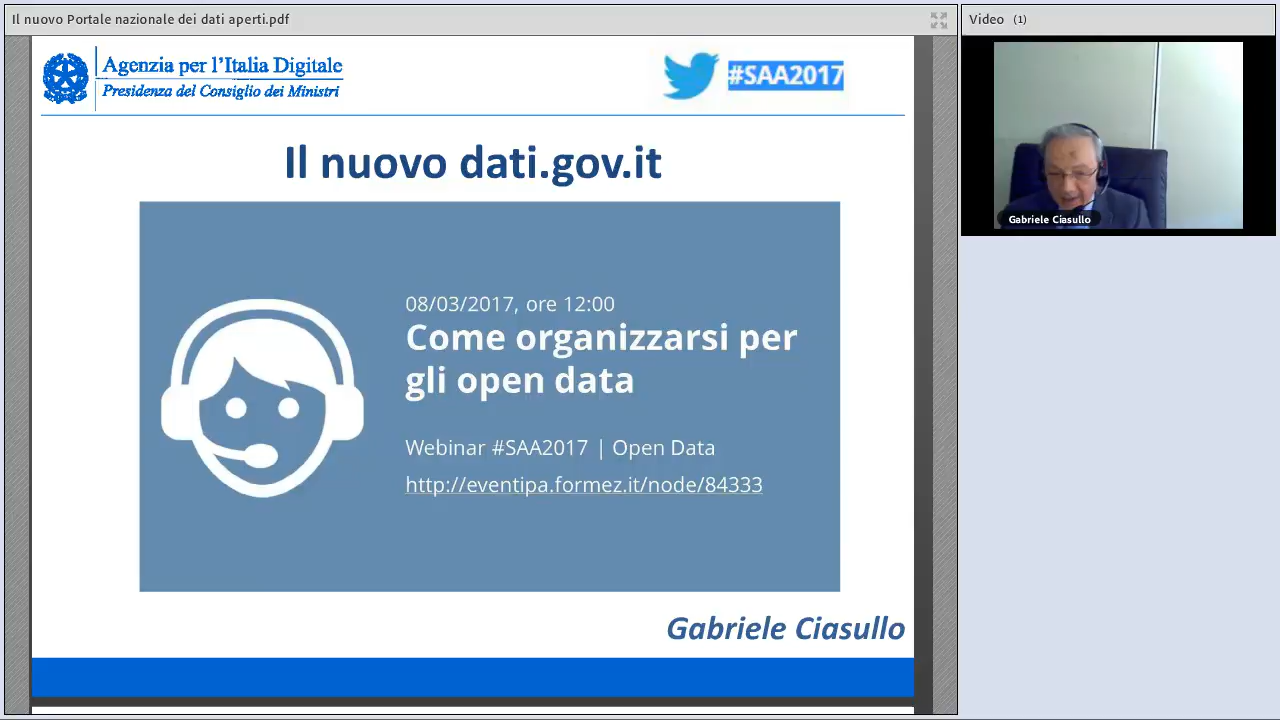 Il nuovo Portale nazionale dei dati aperti.pdf
Video (1)
Agenzia per l'Italia Digitale
Presidenza del Consiglio dei Ministri
#SAA2017
Il nuovo dati.gov.it
08/03/2017, ore 12:00
Come organizzarsi per
gli open data
Webinar #SAA2017 | Open Data
http://eventipa.formez.it/node/84333
Gabriele Ciasullo
Gabriele Ciasullo